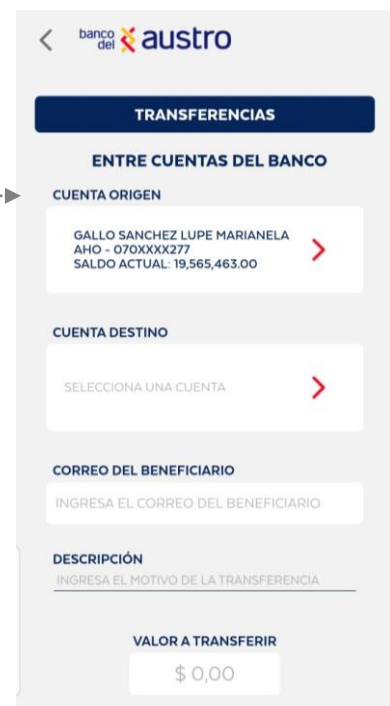 banco del austro
TRANSFERENCIAS
ENTRE CUENTAS DEL BANCO
CUENTA ORIGEN
GALLO SANCHEZ LUPE MARIANELA
AHO - 070XXXX277
SALDO ACTUAL: 19,565,463.00
CUENTA DESTINO
SELECCIONA UNA CUENTA
CORREO DEL BENEFICIARIO
INGRESA EL CORREO DEL BENEFICIARIO
DESCRIPCIÓN
INGRESA EL MOTIVO DE LA TRANSFERENCIA
VALOR A TRANSFERIR
$ 0,00